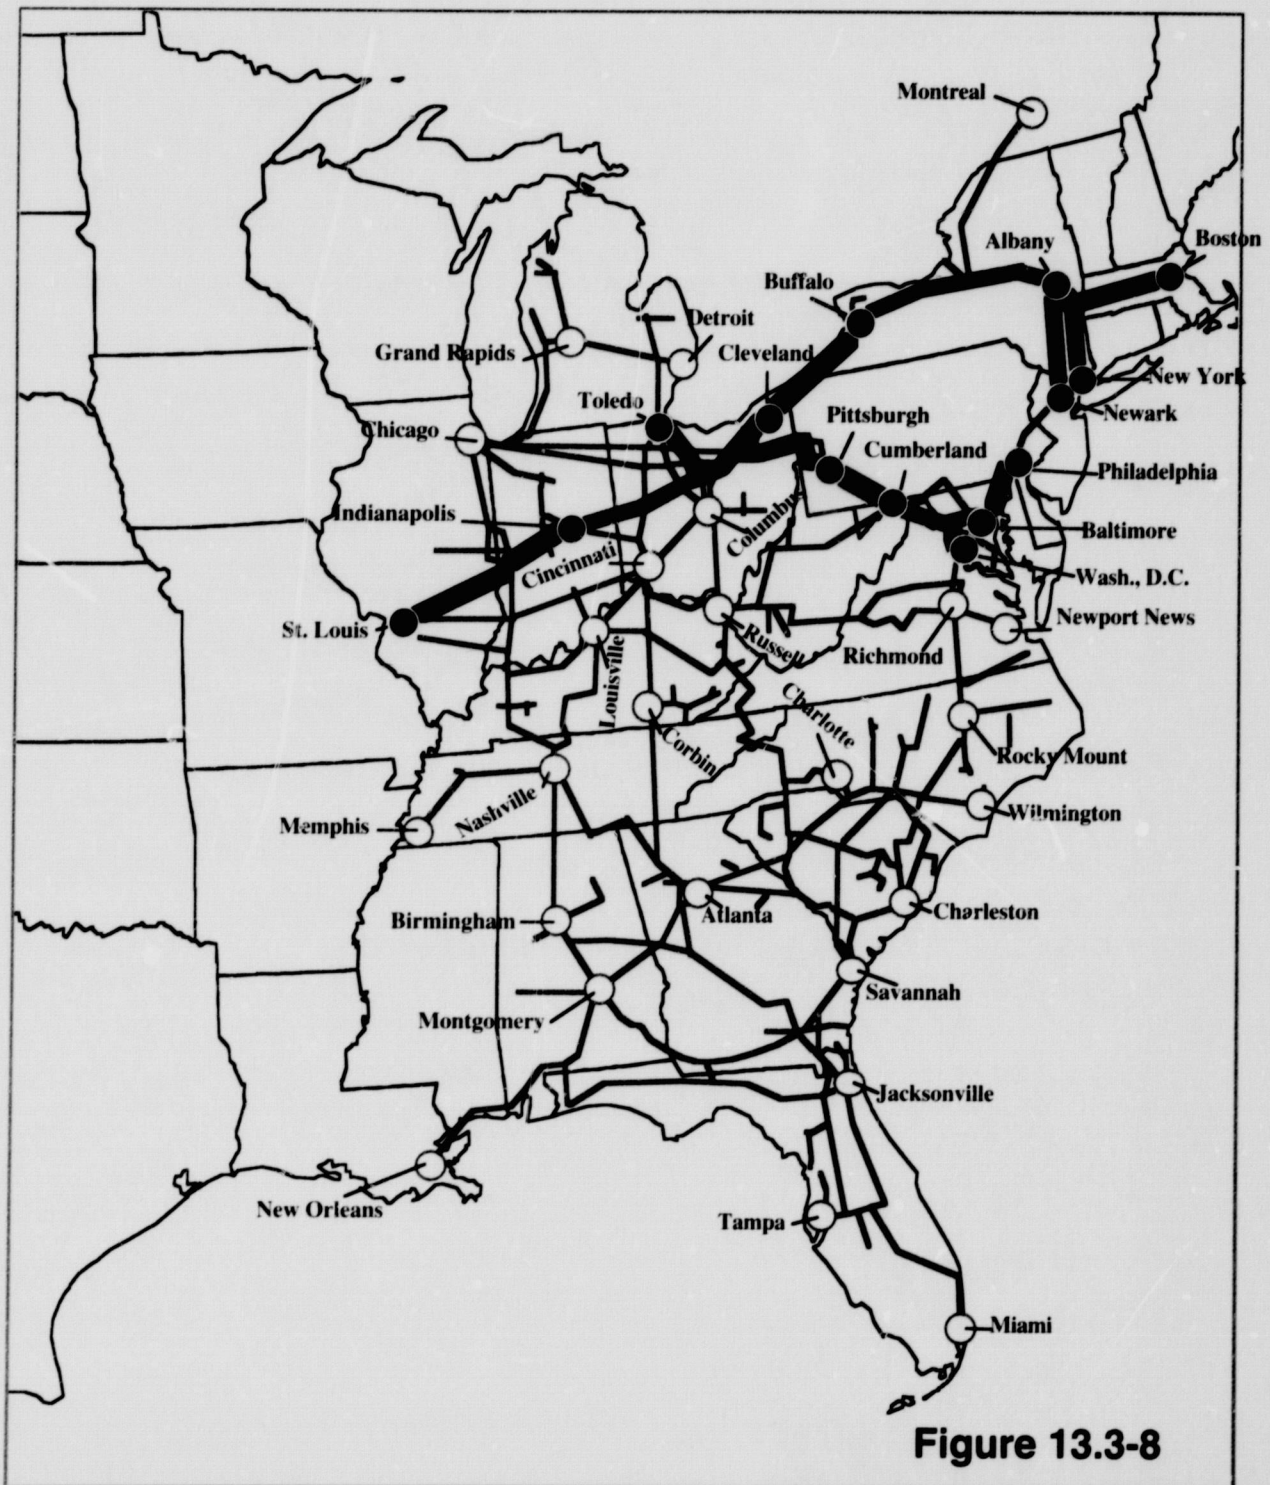 Montreal
Albany
Boston
Buffalo
Detroit
Grand Rapids
Cleveland
New York
Toledo
Newark
Pittsburgh
Chicago
Cumberland
Philadelphia
Indianapolis
Columbus
Baltimore
Cincinnati
Wash., D.C.
St. Louis
Newport News
Russell
Richmond
Louisville
Charlotte
Corbin
Rocky Mount
Nashville
Memphis
Wilmington
Birmingham
Atlanta
Charleston
Savannah
Montgomery
Jacksonville
New Orleans
Tampa
Miami
Figure 13.3-8